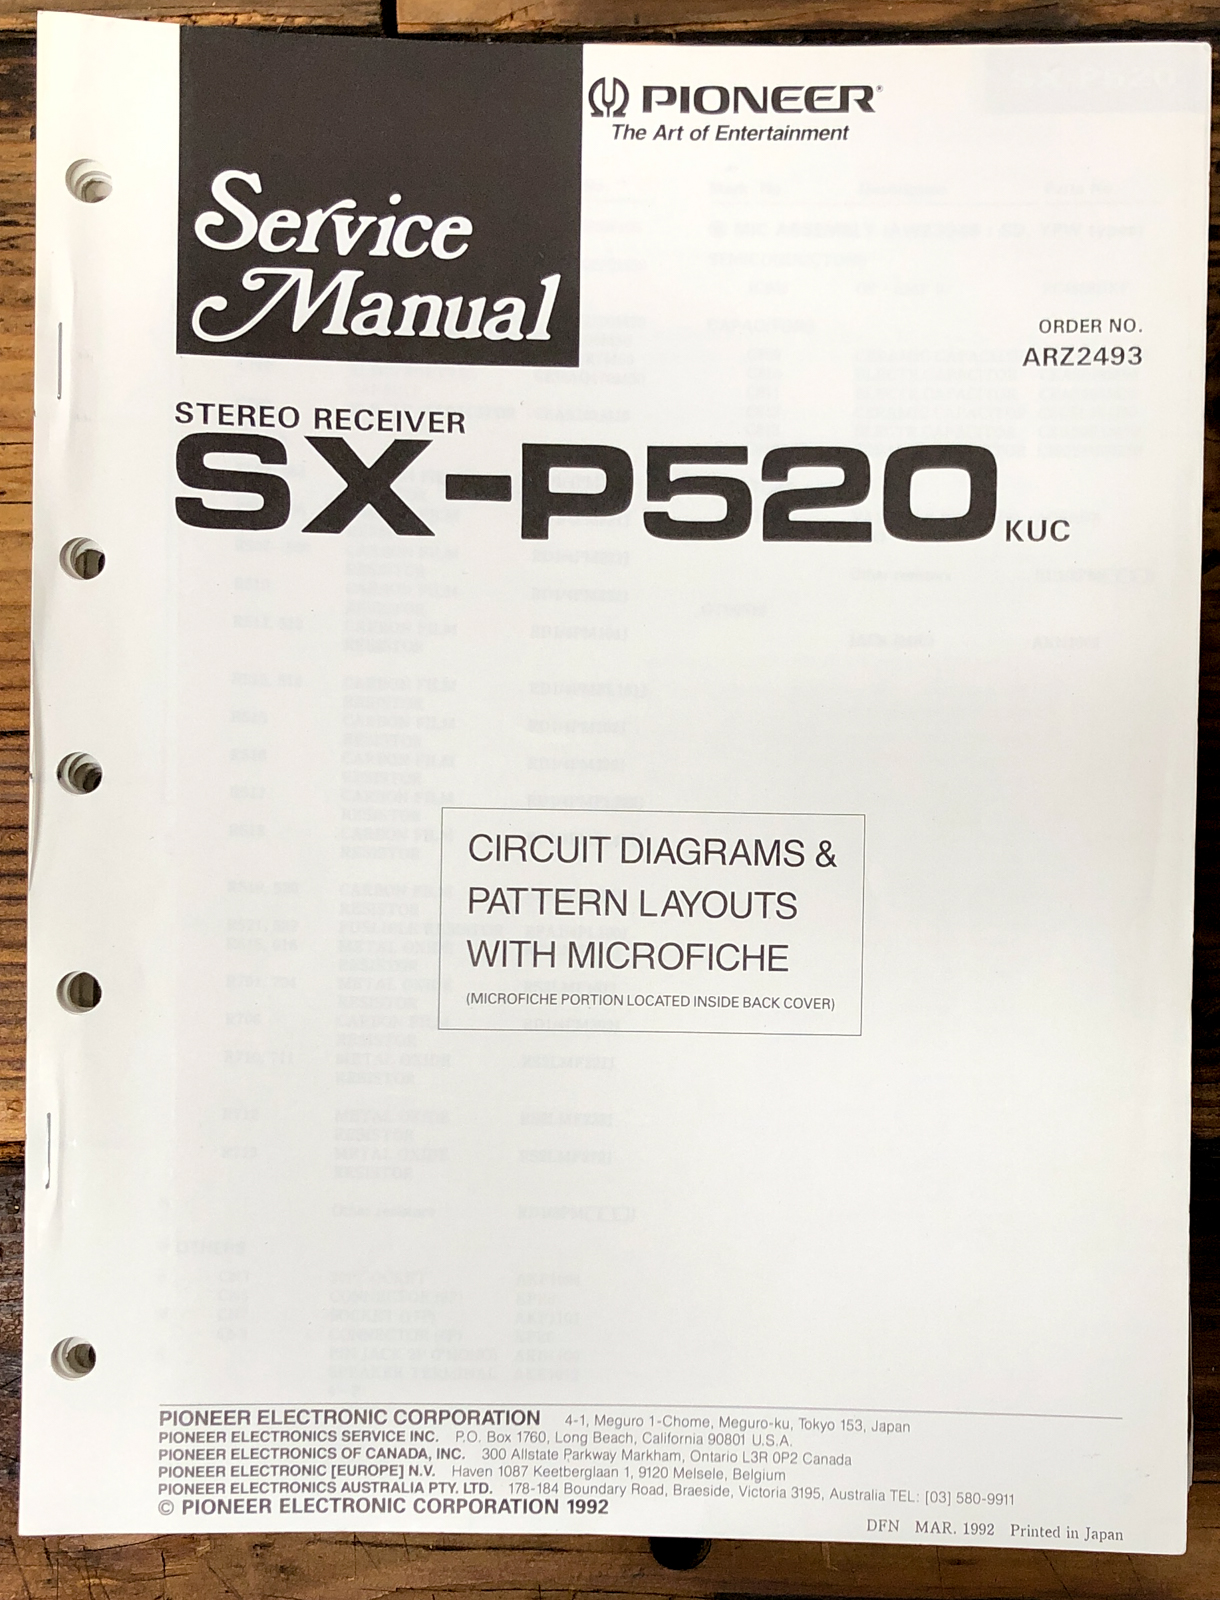 PIONEER®
The Art of Entertainment
Service
Manual
ORDER NO.
ARZ2493
STEREO RECEIVER
SX-P520 KUC
CIRCUIT DIAGRAMS &
PATTERN LAYOUTS
WITH MICROFICHE
(MICROFICHE PORTION LOCATED INSIDE BACK COVER)
PIONEER ELECTRONIC CORPORATION 4-1, Meguro 1-Chome, Meguro-ku, Tokyo 153, Japan
PIONEER ELECTRONICS SERVICE INC. P.O. Box 1760, Long Beach, California 90801 U.S.A.
PIONEER ELECTRONICS OF CANADA, INC. 300 Allstate Parkway Markham, Ontario L3R 0P2 Canada
PIONEER ELECTRONIC [EUROPE] N.V. Haven 1087 Keetberglaan 1, 9120 Melsele, Belgium
PIONEER ELECTRONICS AUSTRALIA PTY. LTD. 178-184 Boundary Road, Braeside, Victoria 3195, Australia TEL: [03] 580-9911
© PIONEER ELECTRONIC CORPORATION 1992
DFN MAR. 1992 Printed in Japan